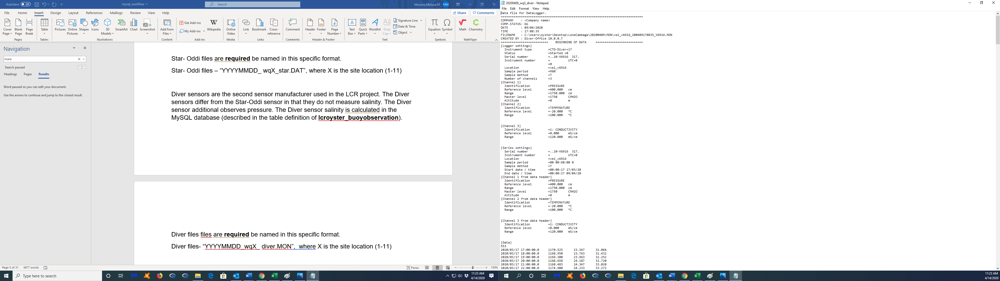 AutoSave Off mysql_workflow Search Moreno,Melissa M MM
File Home Insert Design Layout References Mailings Review View Help Share Comments
Cover Page Blank Page Page Break Table Pictures Online Pictures Shapes Icons 3D Models SmartArt Chart Screenshot Add from Files Get Add-ins My Add-ins Wikipedia Online Video Link Bookmark Cross-reference Comment Header Footer Page Number Text Box Quick Parts WordArt Drop Cap Signature Line Date & Time Object Equation Symbol Math Chemistry
Pages Tables Illustrations Content Add-ins Media Links Comments Header & Footer Text Symbols MathType
Navigation
mare
Search paused
Headings Pages Results
Word paused so you can edit your document.
Use the arrows to continue and jump to the closest result.
Star- Oddi files are required be named in this specific format.
Star- Oddi files – “YYYYMMDD_ wqX_star.DAT”, where X is the site location (1-11)
Diver sensors are the second sensor manufacturer used in the LCR project. The Diver
sensors differ from the Star-Oddi sensor in that they do not measure salinity. The Diver
sensor additional observes pressure. The Diver sensor salinity is calculated in the
MySQL database (described in the table definition of lcroyster_buoyobservation).
Diver files files are required be named in this specific format.
Diver files- “YYYYMMDD_wqX_ diver.MON”,  where X is the site location (1-11)
Page 5 of 31 4877 words Focus 150%
Type here to search 11:23 AM
4/14/2020
20200409_wq3_diver - Notepad
File Edit Format View Help
Data file for DataLogger.
==============================================================================
COMPANY : <Company name>
COMP.STATUS: Do
DATE : 09/04/2020
TIME : 17:08:35
FILENAME : C:\Users\oyster\Desktop\LoneCabbage\20200409\MON\vei_v6916_200409170835_V6916.MON
CREATED BY : Diver-Office 10.0.0.7
========================== BEGINNING OF DATA ==========================
[Logger settings]
Instrument type =CTD-Diver=17
Status =Started =0
Serial number =..10-V6916 317.
Instrument number = UTC+0
=0
Location =vei_v6916
Sample period =M60
Sample method =T
Number of channels =3
[Channel 1]
Identification =PRESSURE
Reference level =400.000 cm
Range =1750.000 cm
Master level =1750 CMH2O
Altitude =0 m
[Channel 2]
Identification =TEMPERATURE
Reference level =-20.000 °C
Range =100.000 °C
[Channel 3]
Identification =1: CONDUCTIVITY
Reference level =0.000 mS/cm
Range =120.000 mS/cm
[Series settings]
Serial number =..10-V6916 317.
Instrument number = UTC+0
Location =vei_v6916
Sample period =00 00:60:00 0
Sample method =T
Start date / time =00:00:17 17/03/20
End date / time =00:00:17 09/04/20
[Channel 1 from data header]
Identification =PRESSURE
Reference level =400.000 cm
Range =1750.000 cm
Master level =1750 CMH2O
Altitude =0 m
[Channel 2 from data header]
Identification =TEMPERATURE
Reference level =-20.000 °C
Range =100.000 °C
[Channel 3 from data header]
Identification =1: CONDUCTIVITY
Reference level =0.000 mS/cm
Range =120.000 mS/cm
[Data]
553
2020/03/17 17:00:00.0 1170.525 23.347 31.064
2020/03/17 18:00:00.0 1168.950 23.763 31.432
2020/03/17 19:00:00.0 1169.300 23.963 32.252
2020/03/17 20:00:00.0 1168.658 24.187 32.720
2020/03/17 21:00:00.0 1168.483 24.347 33.020
2020/03/17 22:00:00.0 1174.900 24.233 33.272
11:23 AM
4/14/2020